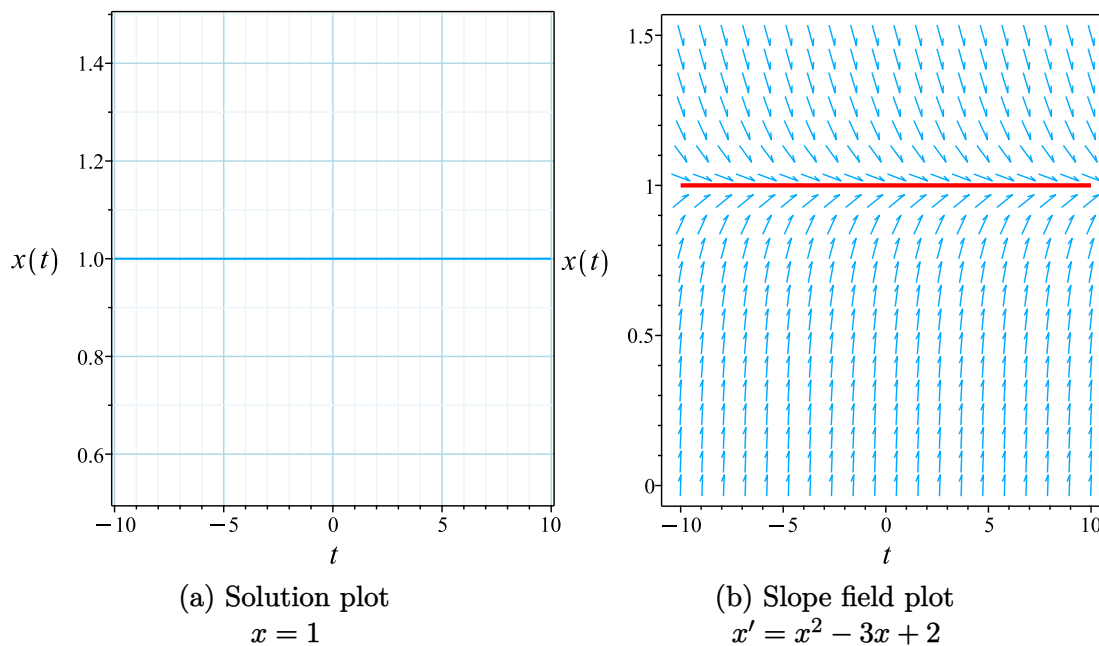 1.4
1.2
x(t)
1.0
0.8
0.6
−10
−5
0
5
10
t
(a) Solution plot
x = 1
1.5
1
x(t)
0.5
0
−10
−5
0
5
10
t
(b) Slope field plot
x′ = x² − 3x + 2